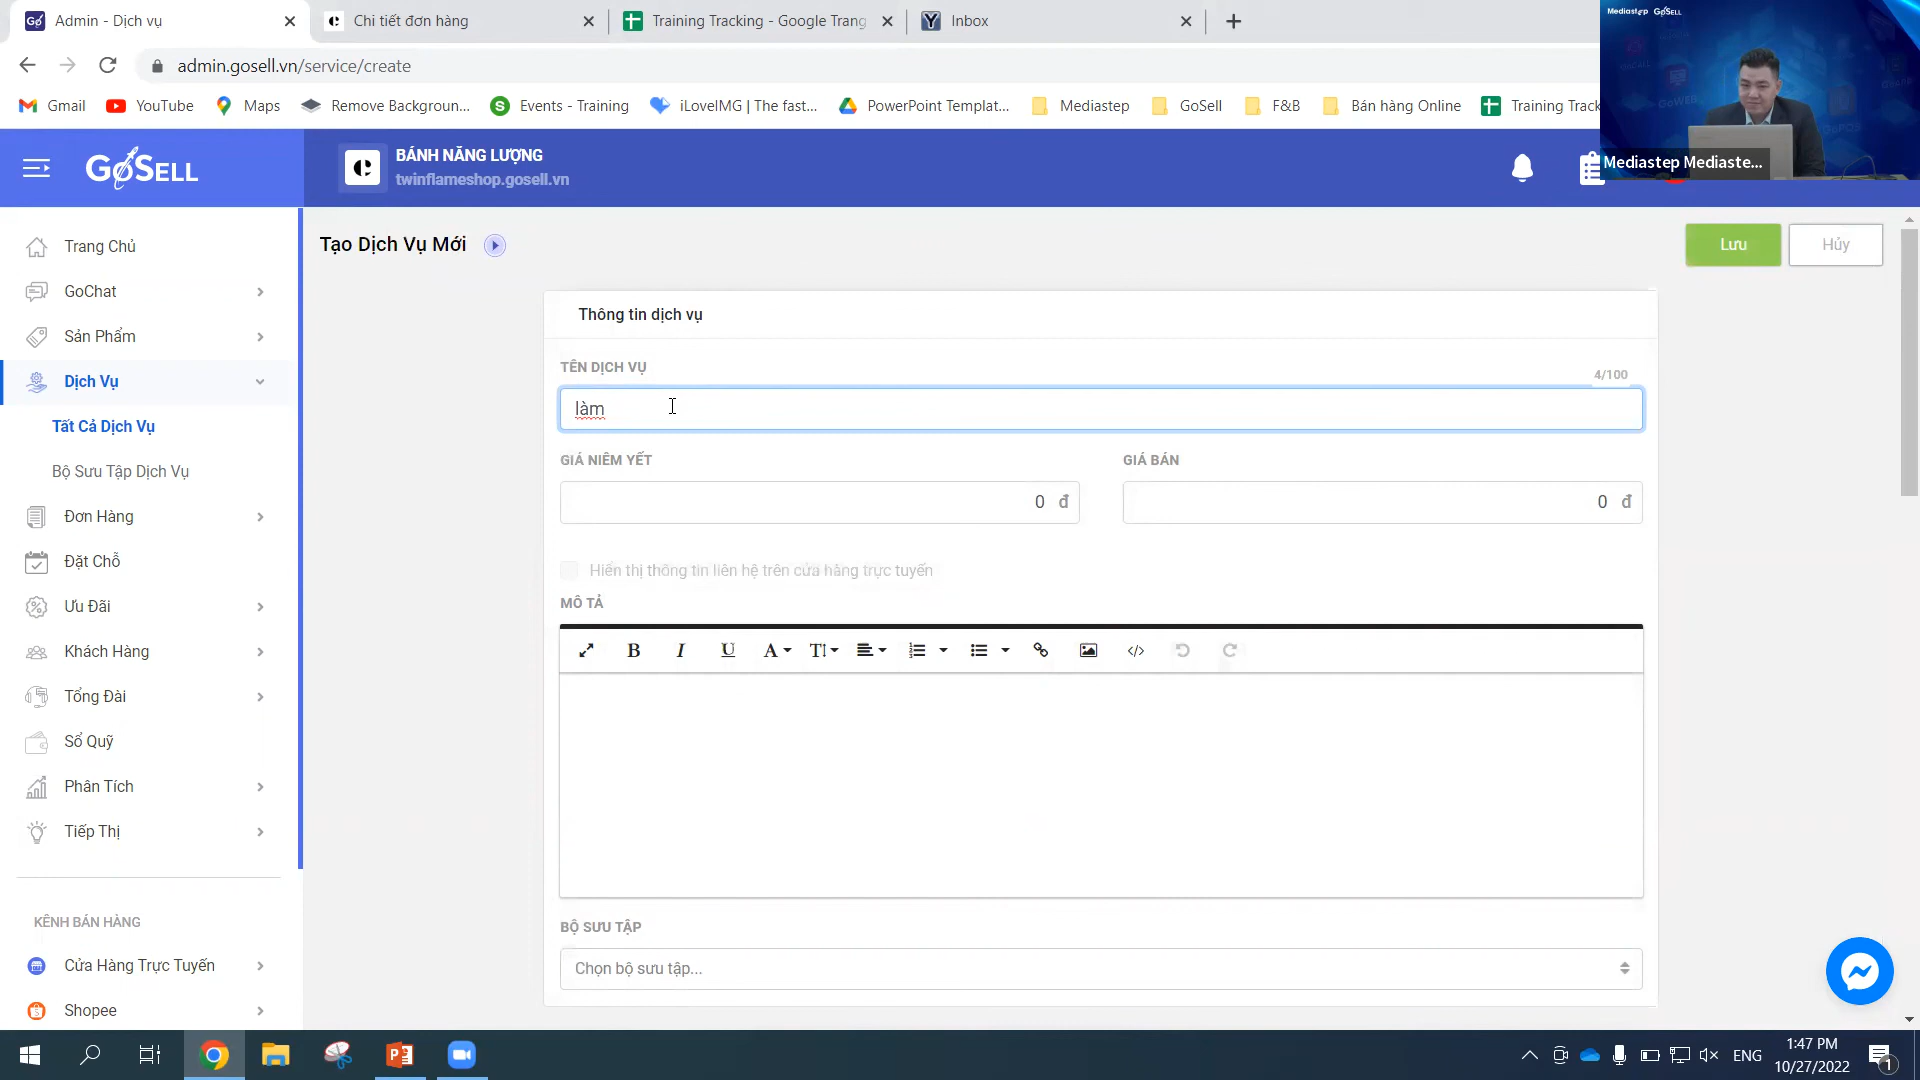 Admin - Dịch vụ
Chi tiết đơn hàng
Training Tracking - Google Trang
Inbox
admin.gosell.vn/service/create
Gmail
YouTube
Maps
Remove Backgroun...
Events - Training
iLoveIMG | The fast...
PowerPoint Templat...
Mediastep
GoSell
F&B
Bán hàng Online
Training Track
Mediastep GoSELL
Mediastep Mediaste...
GoSELL
BÁNH NĂNG LƯỢNG
twinflameshop.gosell.vn
Trang Chủ
GoChat
Sản Phẩm
Dịch Vụ
Tất Cả Dịch Vụ
Bộ Sưu Tập Dịch Vụ
Đơn Hàng
Đặt Chỗ
Ưu Đãi
Khách Hàng
Tổng Đài
Sổ Quỹ
Phân Tích
Tiếp Thị
KÊNH BÁN HÀNG
Cửa Hàng Trực Tuyến
Shopee
Tạo Dịch Vụ Mới
Lưu
Hủy
Thông tin dịch vụ
TÊN DỊCH VỤ
4/100
làm
GIÁ NIÊM YẾT
GIÁ BÁN
0 đ
0 đ
Hiển thị thông tin liên hệ trên cửa hàng trực tuyến
MÔ TẢ
BỘ SƯU TẬP
Chọn bộ sưu tập...
ENG
1:47 PM
10/27/2022
1